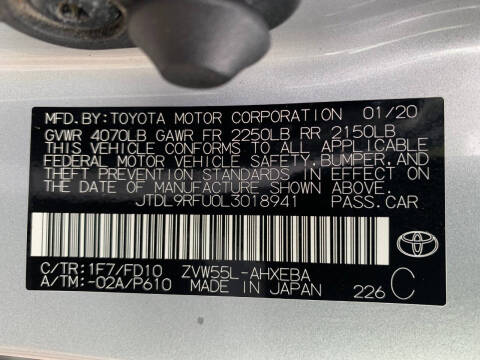 MFD.BY:TOYOTA MOTOR CORPORATION 01/20
GVWR 4070LB GAWR FR 2250LB RR 2150LB
THIS VEHICLE CONFORMS TO ALL APPLICABLE
FEDERAL MOTOR VEHICLE SAFETY,BUMPER,AND
THEFT PREVENTION STANDARDS IN EFFECT ON
THE DATE OF MANUFACTURE SHOWN ABOVE.
JTDL9RFU0L3018941 PASS.CAR
C/TR:1F7/FD10 ZVW55L-AHXEBA
A/TM:-02A/P610 MADE IN JAPAN 226 C